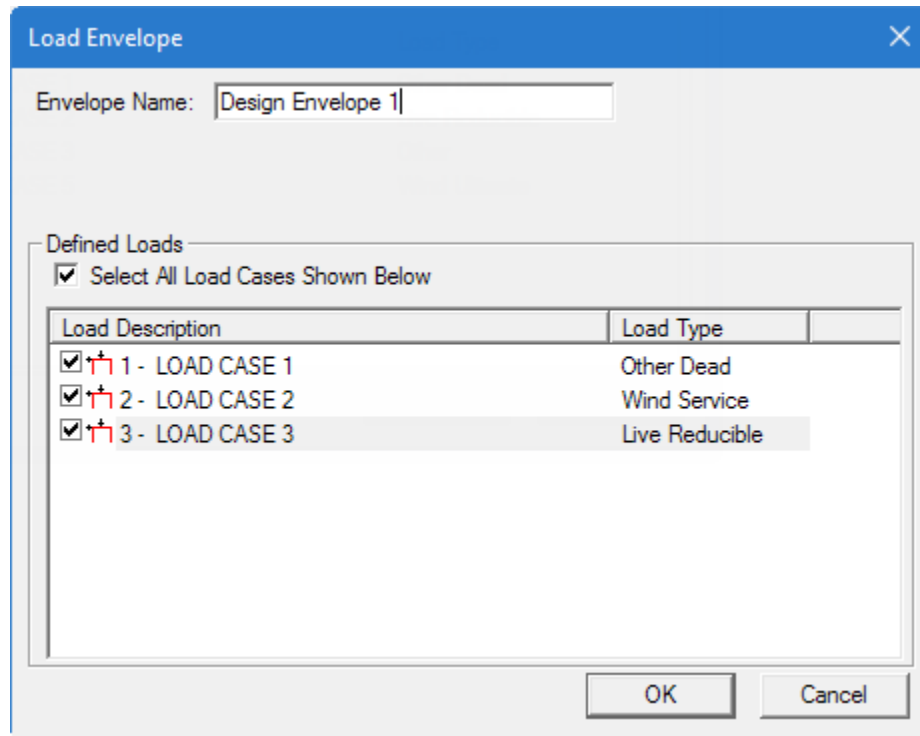 Load Envelope
Envelope Name: Design Envelope 1
Defined Loads
Select All Load Cases Shown Below
Load Description Load Type
1 - LOAD CASE 1 Other Dead
2 - LOAD CASE 2 Wind Service
3 - LOAD CASE 3 Live Reducible
OK Cancel